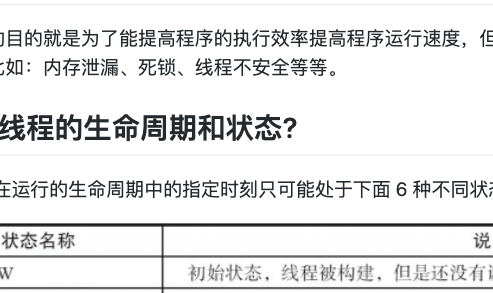 的目的就是为了能提高程序的执行效率提高程序运行速度，但
比如：内存泄漏、死锁、线程不安全等等。
线程的生命周期和状态?
在运行的生命周期中的指定时刻只可能处于下面 6 种不同状态
状态名称 说
W 初始状态，线程被构建，但是还没有